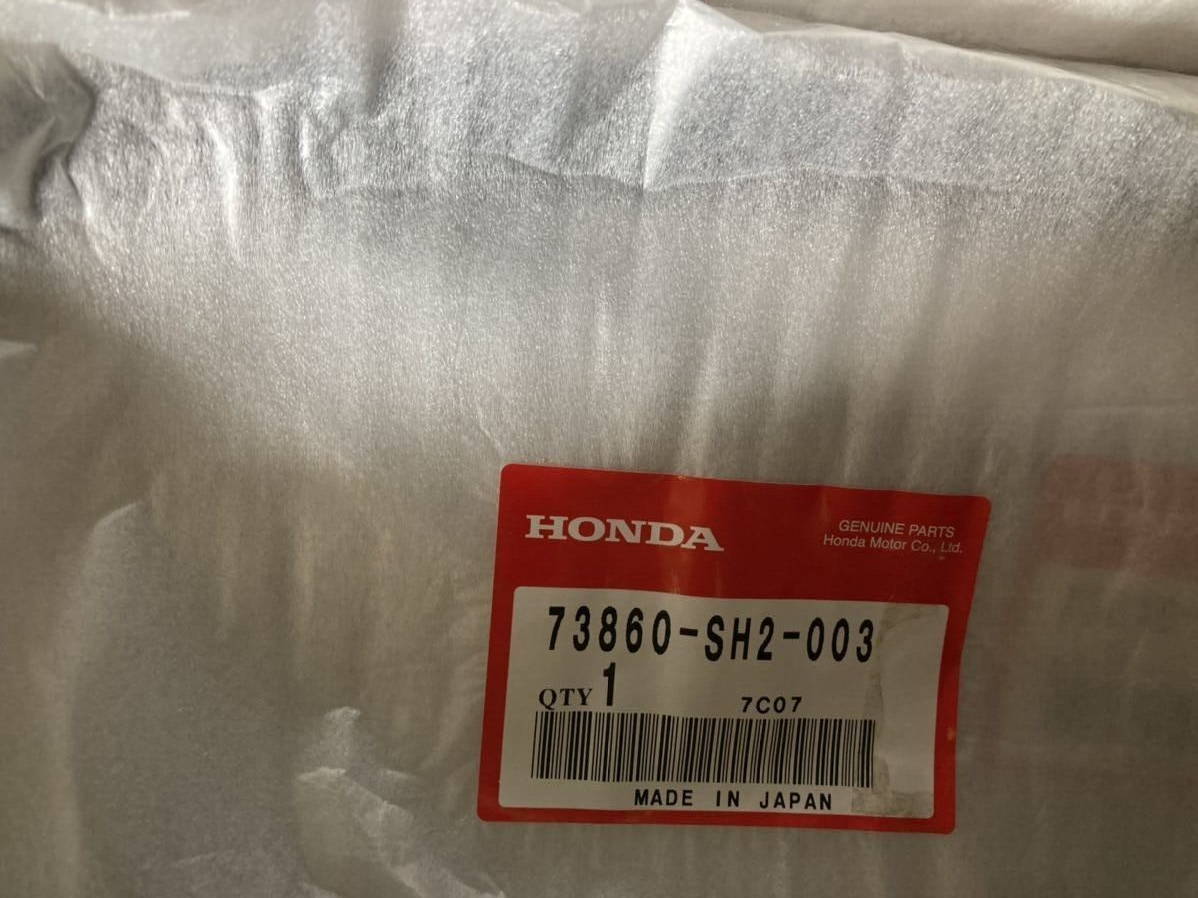 HONDA
GENUINE PARTS
Honda Motor Co., Ltd.
73860-SH2-003
QTY 1
7C07
MADE IN JAPAN